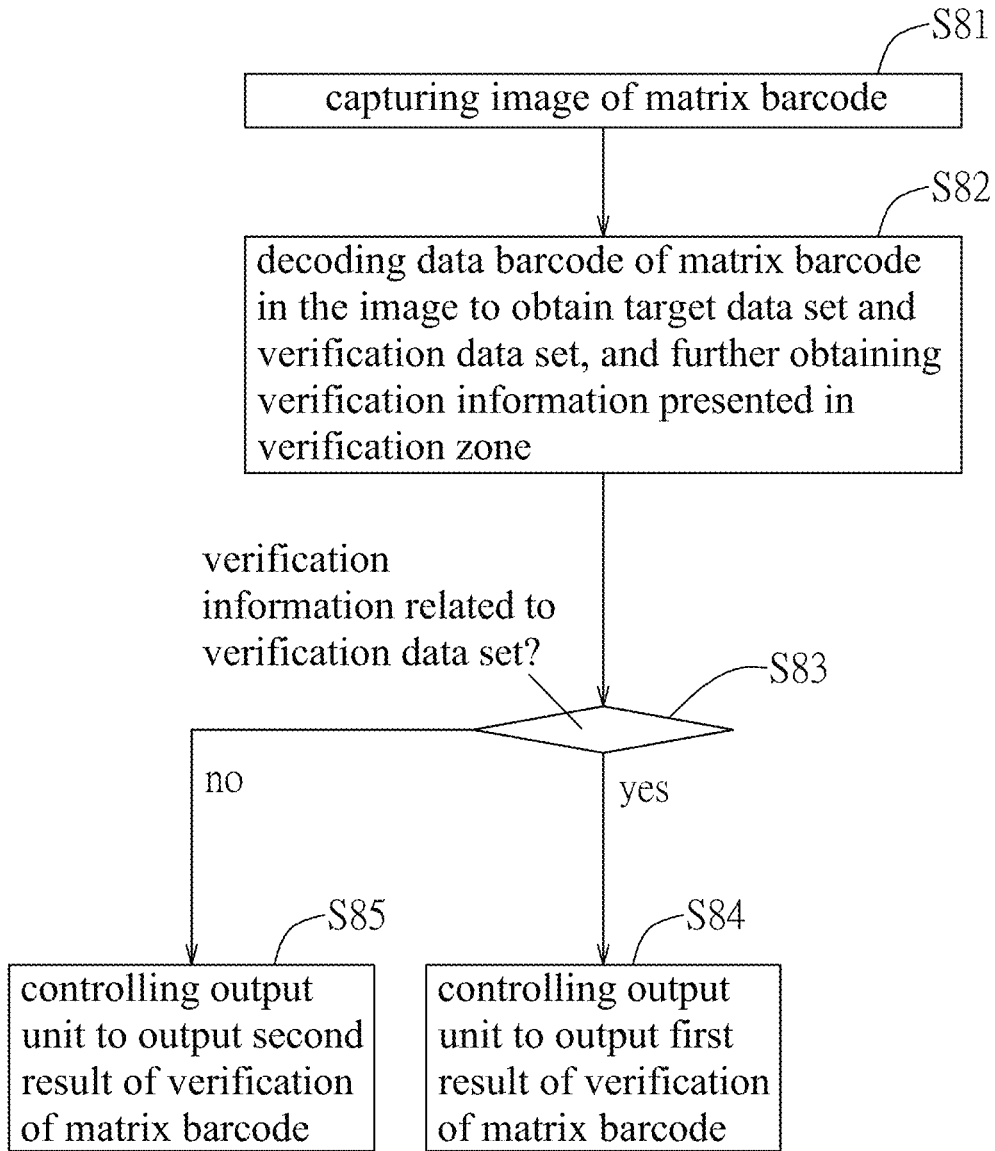 S81
capturing image of matrix barcode
S82
decoding data barcode of matrix barcode
in the image to obtain target data set and
verification data set, and further obtaining
verification information presented in
verification zone
verification
information related to
verification data set?
S83
no
yes
S85
controlling output
unit to output second
result of verification
of matrix barcode
S84
controlling output
unit to output first
result of verification
of matrix barcode